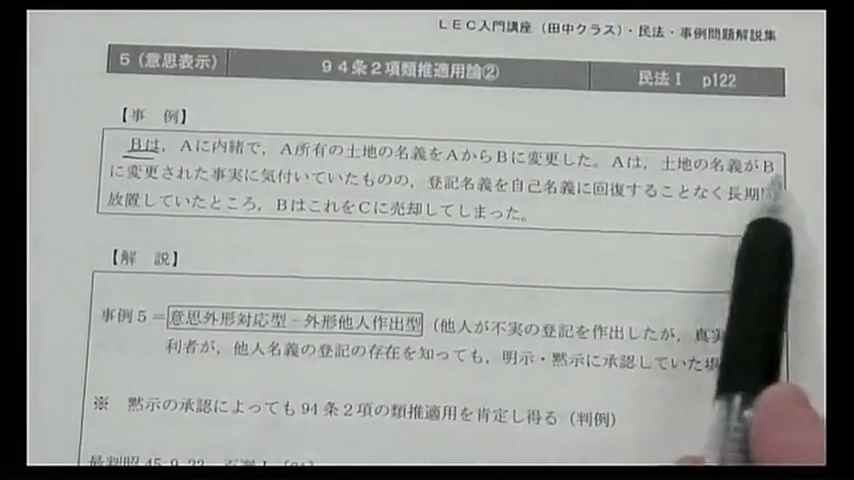 LEC入門講座(田中クラス)・民法・事例問題解説集
5(意思表示) 94条2項類推適用論② 民法Ⅰ p122
【事 例】
Bは,Aに内緒で,A所有の土地の名義をAからBに変更した。Aは,土地の名義がB
に変更された事実に気付いていたものの,登記名義を自己名義に回復することなく長期間
放置していたところ,BはこれをCに売却してしまった。
【解 説】
事例5=意思外形対応型-外形他人作出型(他人が不実の登記を作出したが,真実
利者が,他人名義の登記の存在を知っても,明示・黙示に承認していた場
※ 黙示の承認によっても94条2項の類推適用を肯定し得る(判例)
最判昭45.9.22